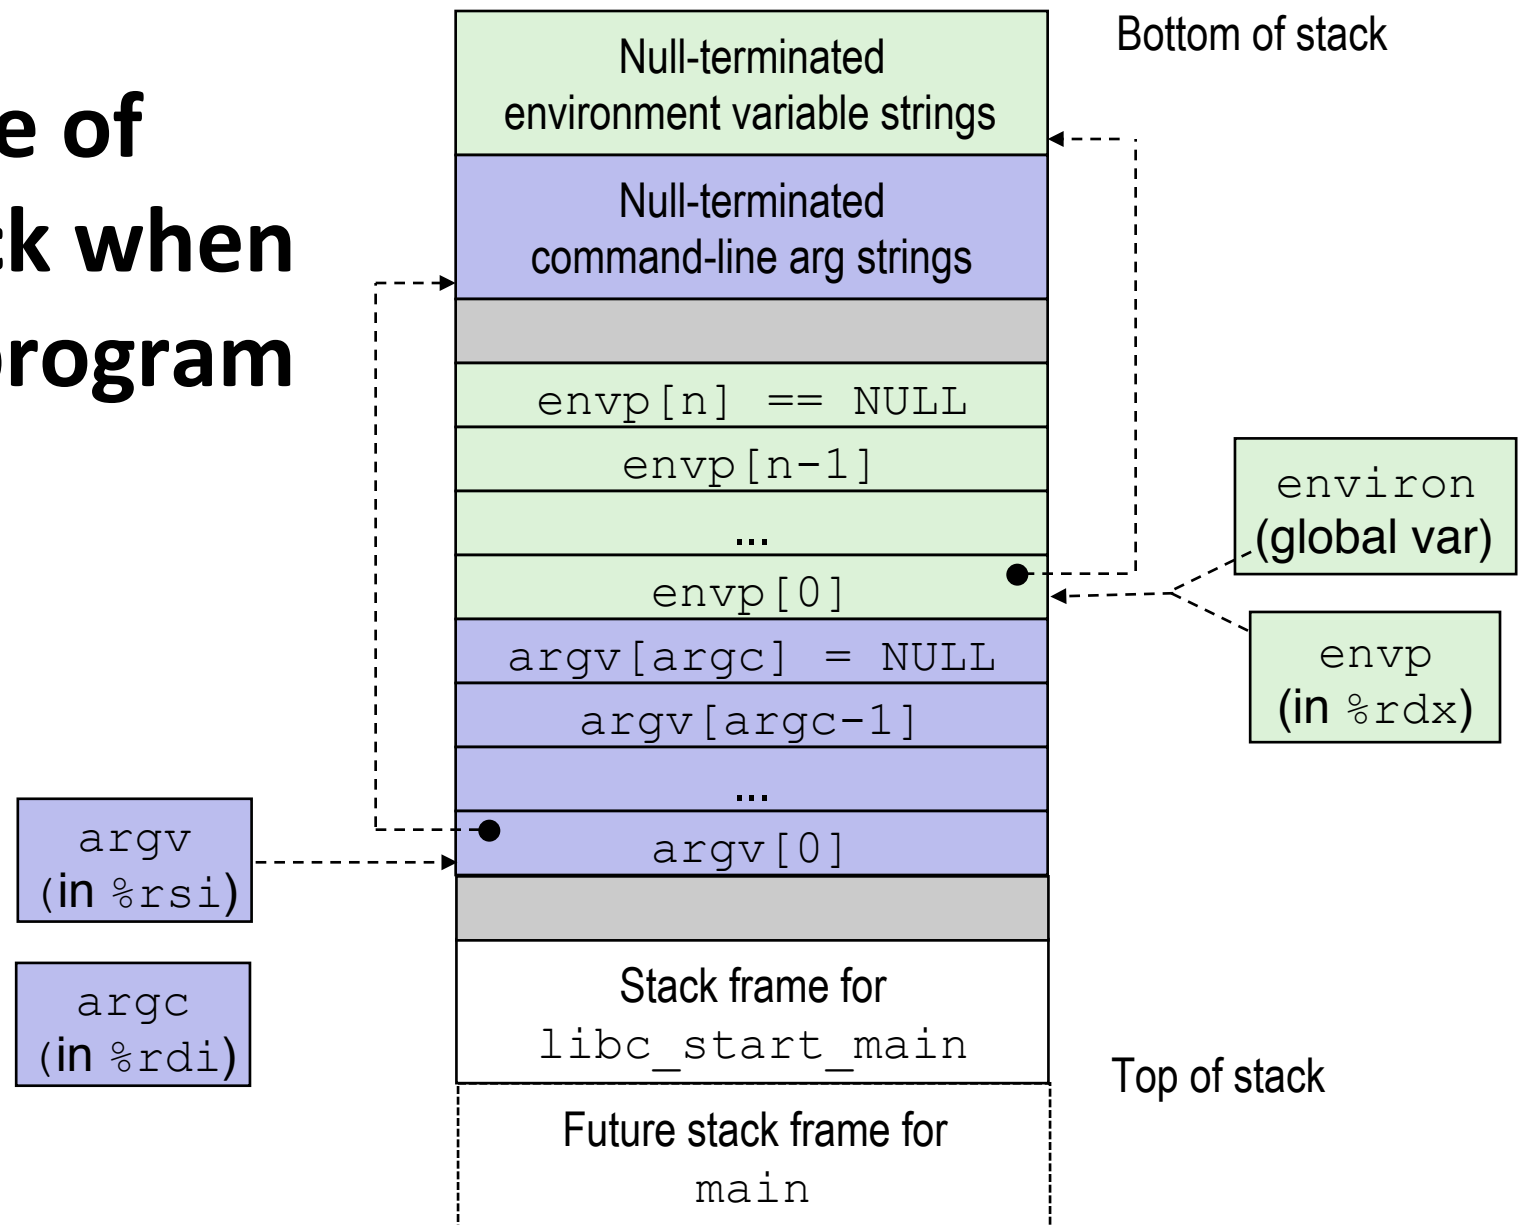 e of
ck when
program
Bottom of stack
Null-terminated
environment variable strings
Null-terminated
command-line arg strings
envp[n] == NULL
envp[n-1]
...
envp[0]
argv[argc] = NULL
argv[argc-1]
...
argv[0]
environ
(global var)
envp
(in %rdx)
argv
(in %rsi)
argc
(in %rdi)
Stack frame for
libc_start_main
Top of stack
Future stack frame for
main